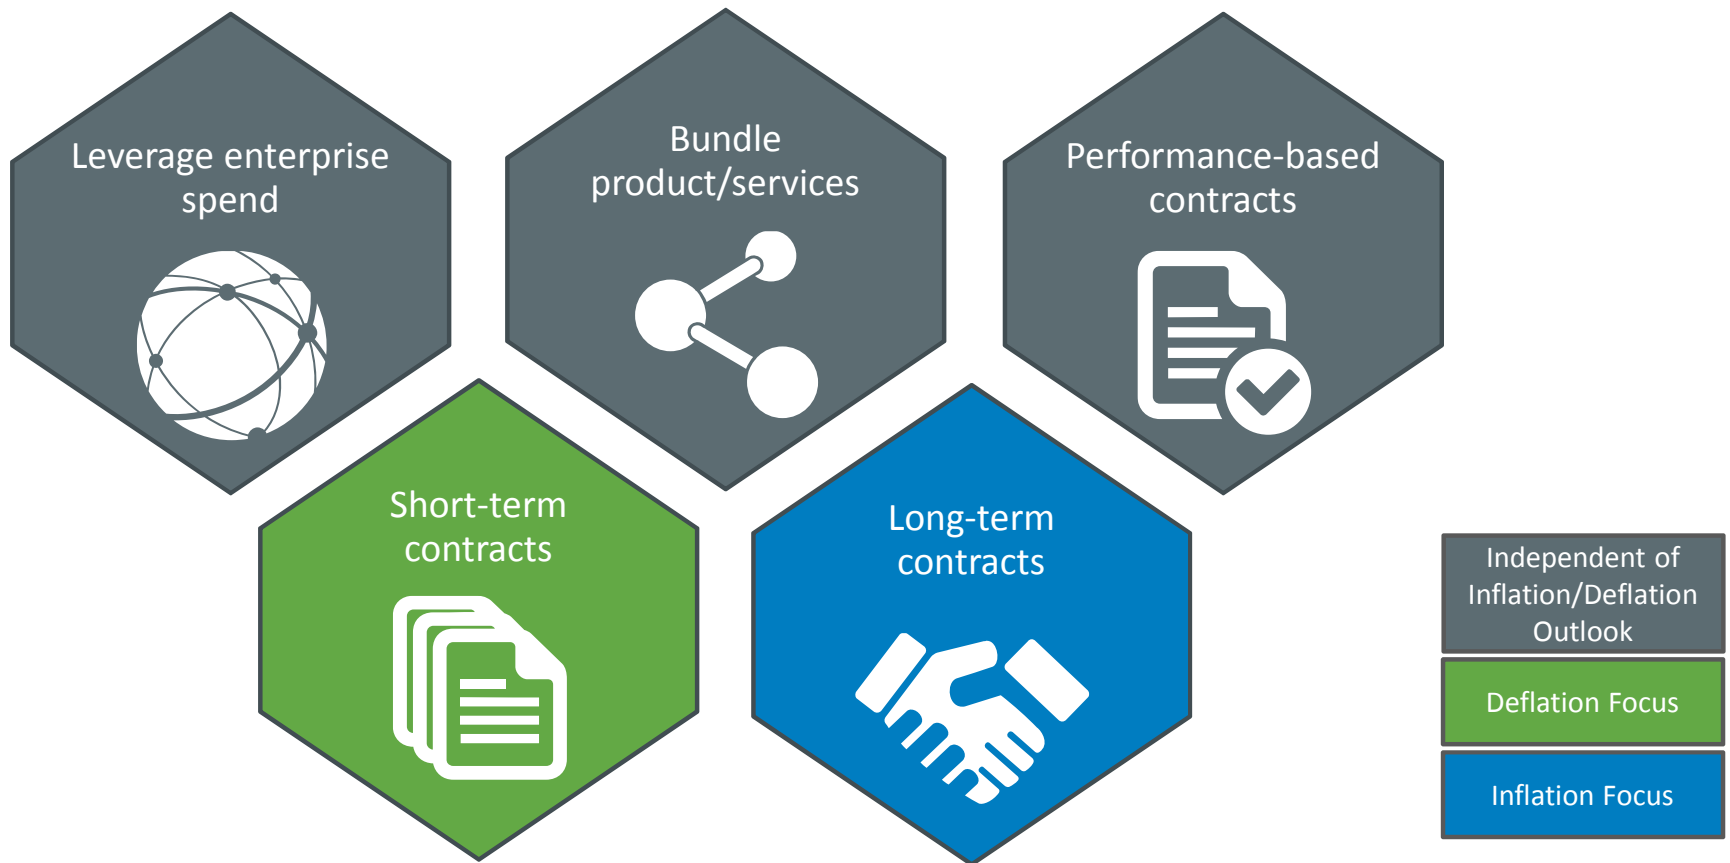 Leverage enterprise
spend
Bundle
product/services
Performance-based
contracts
Short-term
contracts
Long-term
contracts
Independent of
Inflation/Deflation
Outlook
Deflation Focus
Inflation Focus